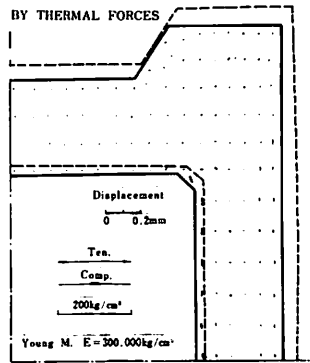 BY THERMAL FORCES
Displacement
0 0.2mm
Ten.
Comp.
200kg/cm²
Young M. E=300,000kg/cm²